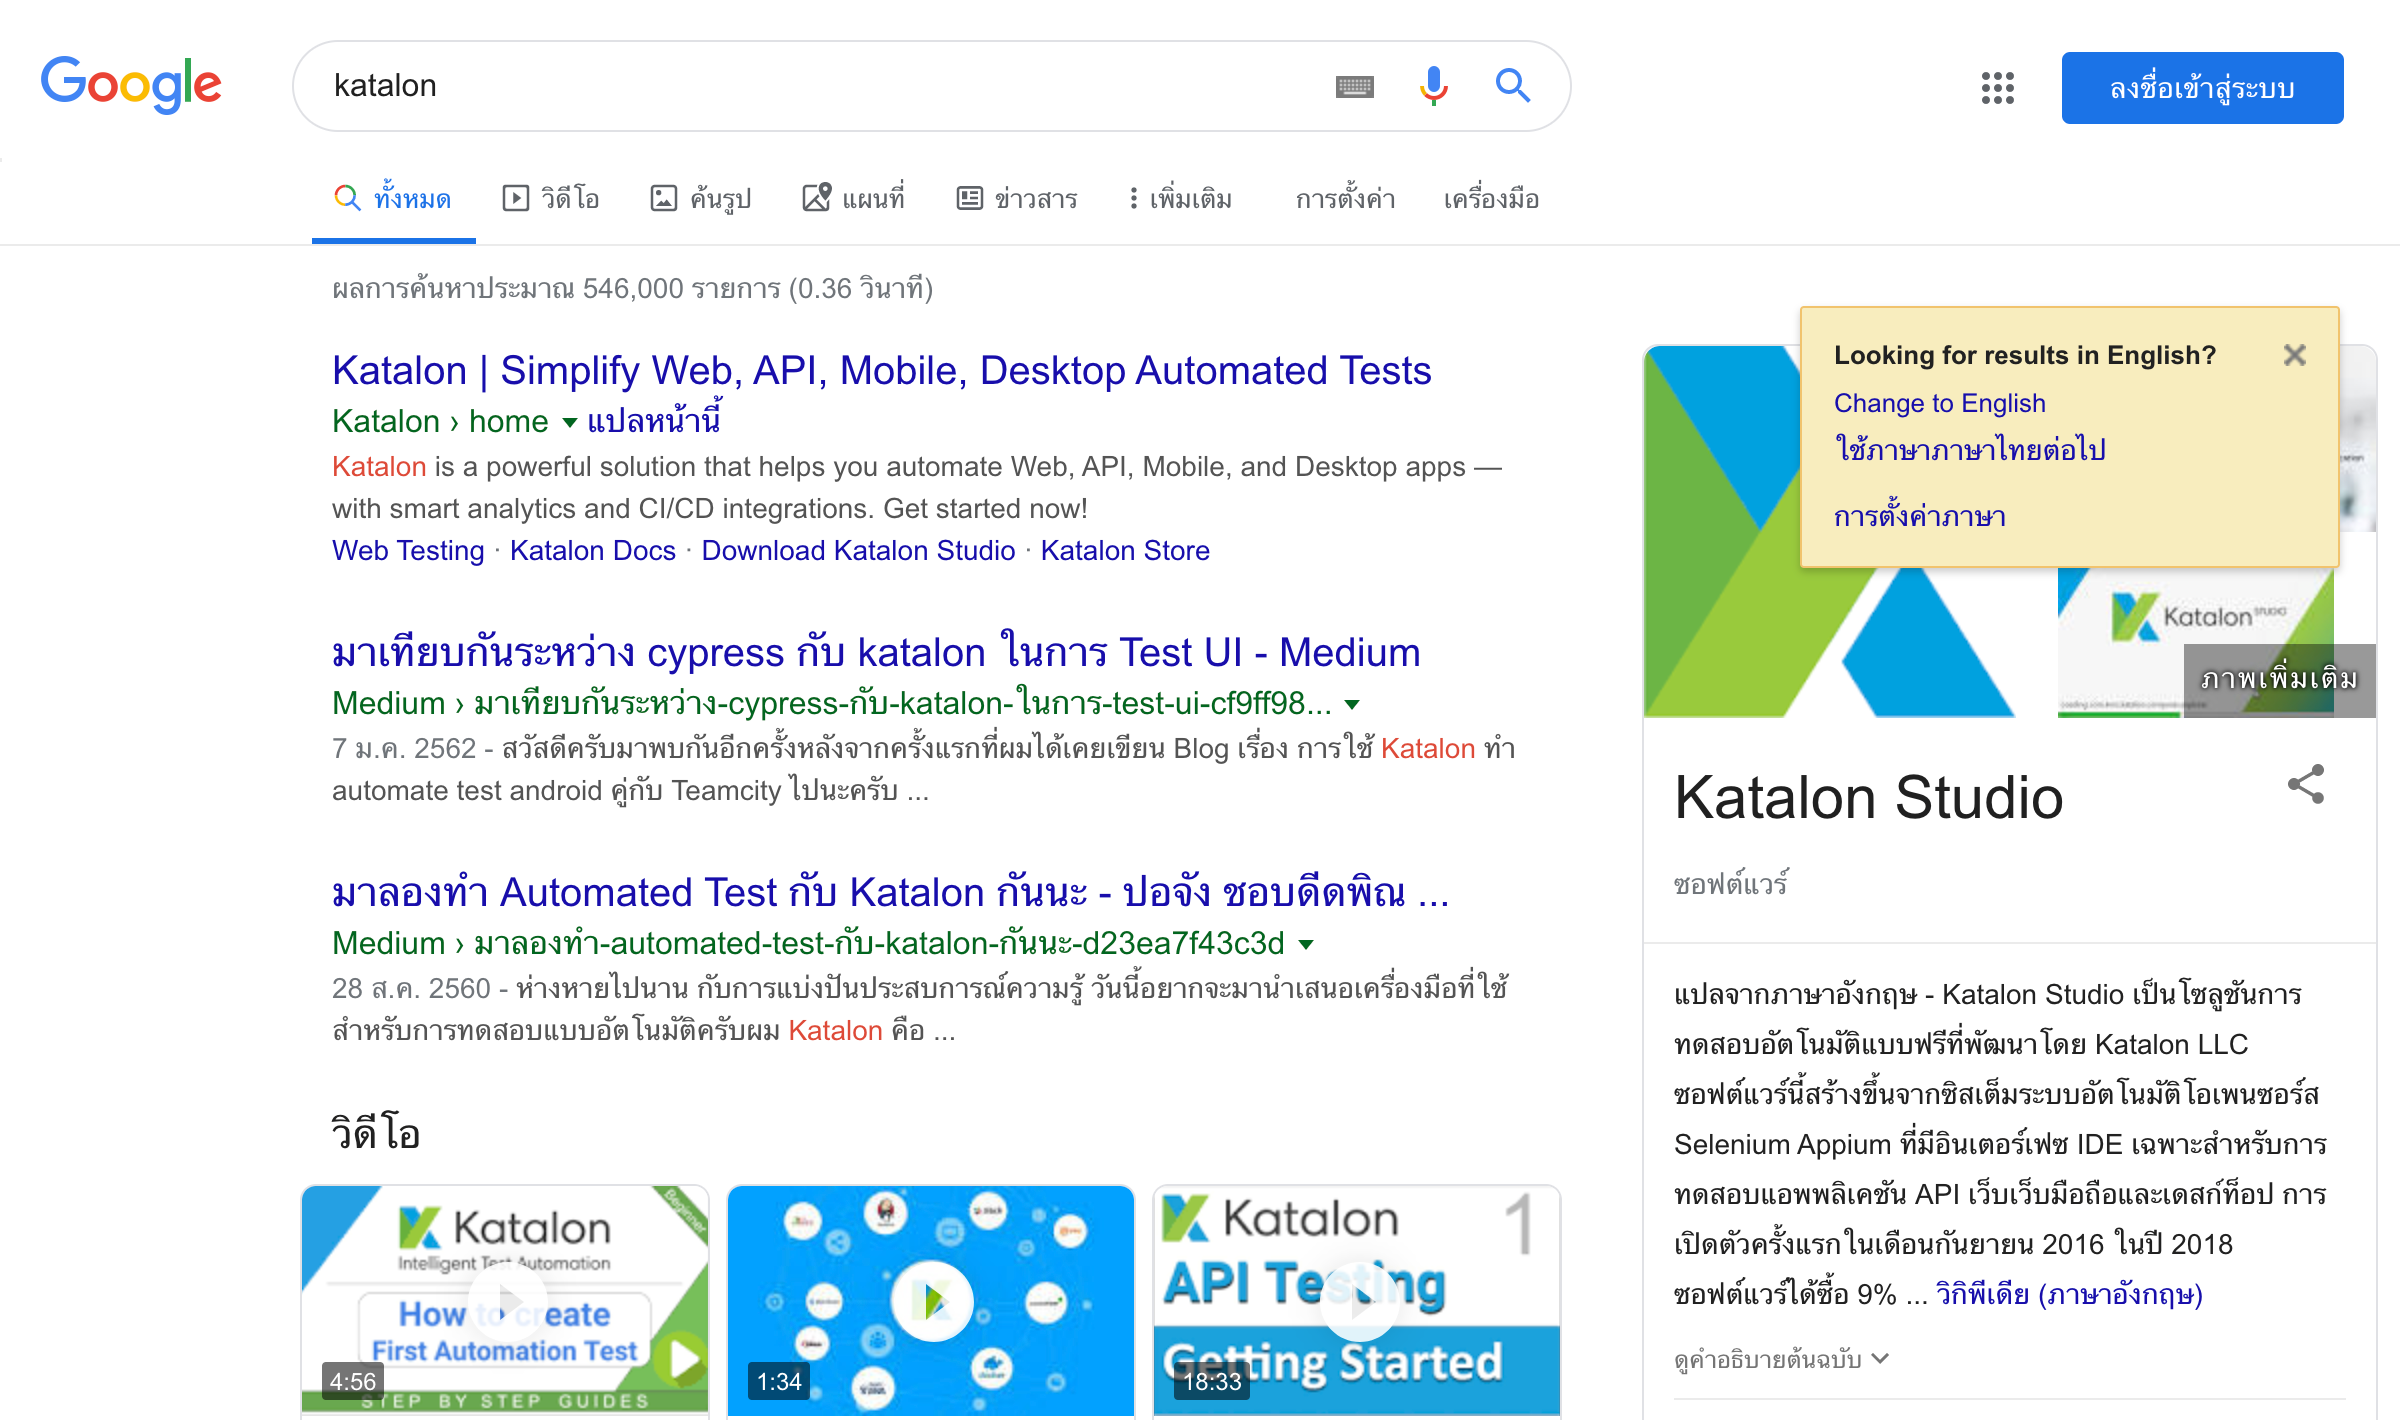 Google
katalon
ลงชื่อเข้าสู่ระบบ
ทั้งหมด วิดีโอ ค้นรูป แผนที่ ข่าวสาร เพิ่มเติม การตั้งค่า เครื่องมือ
ผลการค้นหาประมาณ 546,000 รายการ (0.36 วินาที)
Katalon | Simplify Web, API, Mobile, Desktop Automated Tests
Katalon › home ▾ แปลหน้านี้
Katalon is a powerful solution that helps you automate Web, API, Mobile, and Desktop apps —
with smart analytics and CI/CD integrations. Get started now!
Web Testing · Katalon Docs · Download Katalon Studio · Katalon Store
มาเทียบกันระหว่าง cypress กับ katalon ในการ Test UI - Medium
Medium › มาเทียบกันระหว่าง-cypress-กับ-katalon-ในการ-test-ui-cf9ff98... ▾
7 ม.ค. 2562 - สวัสดีครับมาพบกันอีกครั้งหลังจากครั้งแรกที่ผมได้เคยเขียน Blog เรื่อง การใช้ Katalon ทำ
automate test android คู่กับ Teamcity ไปนะครับ ...
มาลองทำ Automated Test กับ Katalon กันนะ - ปอจัง ชอบดีดพิณ ...
Medium › มาลองทำ-automated-test-กับ-katalon-กันนะ-d23ea7f43c3d ▾
28 ส.ค. 2560 - ห่างหายไปนาน กับการแบ่งปันประสบการณ์ความรู้ วันนี้อยากจะมานำเสนอเครื่องมือที่ใช้
สำหรับการทดสอบแบบอัตโนมัติครับผม Katalon คือ ...
วิดีโอ
Katalon
Intelligent Test Automation
Beginner
How to create
First Automation Test
4:56
STEP BY STEP GUIDES
1:34
Katalon 1
API Testing
Getting Started
18:33
Looking for results in English?
Change to English
ใช้ภาษาภาษาไทยต่อไป
การตั้งค่าภาษา
Katalon STUDIO
ภาพเพิ่มเติม
Katalon Studio
ซอฟต์แวร์
แปลจากภาษาอังกฤษ - Katalon Studio เป็นโซลูชันการ
ทดสอบอัตโนมัติแบบฟรีที่พัฒนาโดย Katalon LLC
ซอฟต์แวร์นี้สร้างขึ้นจากซิสเต็มระบบอัตโนมัติโอเพนซอร์ส
Selenium Appium ที่มีอินเตอร์เฟซ IDE เฉพาะสำหรับการ
ทดสอบแอพพลิเคชัน API เว็บเว็บมือถือและเดสก์ท็อป การ
เปิดตัวครั้งแรกในเดือนกันยายน 2016 ในปี 2018
ซอฟต์แวร์ได้ซื้อ 9% ... วิกิพีเดีย (ภาษาอังกฤษ)
ดูคำอธิบายต้นฉบับ